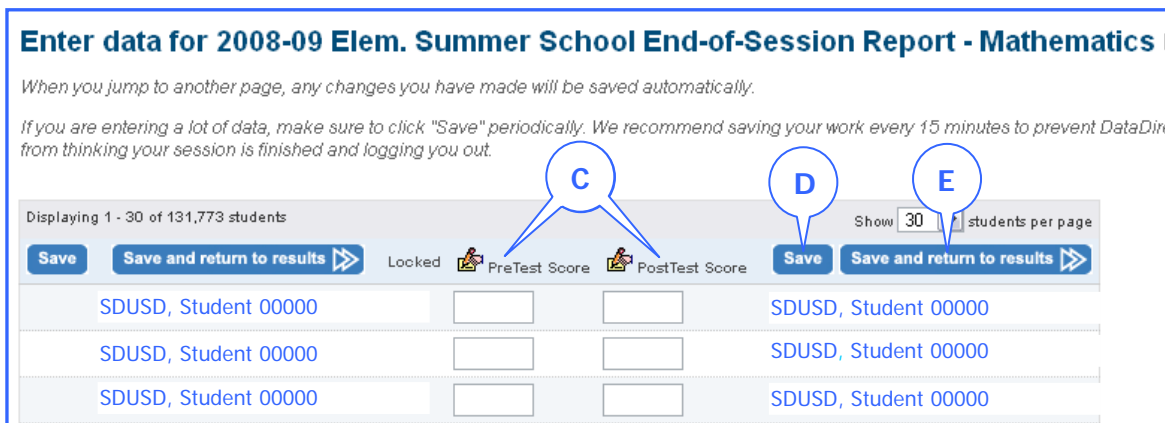 Enter data for 2008-09 Elem. Summer School End-of-Session Report - Mathematics
When you jump to another page, any changes you have made will be saved automatically.
If you are entering a lot of data, make sure to click "Save" periodically. We recommend saving your work every 15 minutes to prevent DataDire
from thinking your session is finished and logging you out.
C
D
E
Displaying 1 - 30 of 131,773 students Show 30 students per page
Save Save and return to results Locked PreTest Score PostTest Score Save Save and return to results
SDUSD, Student 00000 SDUSD, Student 00000
SDUSD, Student 00000 SDUSD, Student 00000
SDUSD, Student 00000 SDUSD, Student 00000